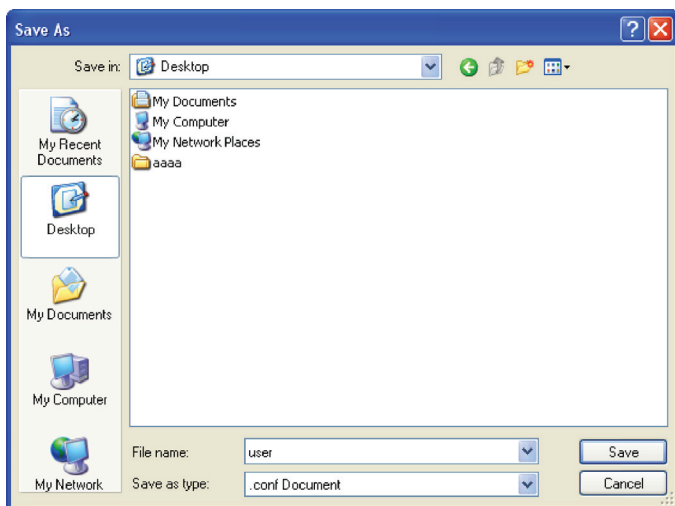 Save As
Save in:
Desktop
My Recent
Documents
Desktop
My Documents
My Computer
My Network
My Documents
My Computer
My Network Places
aaaa
File name:
user
Save
Save as type:
.conf Document
Cancel